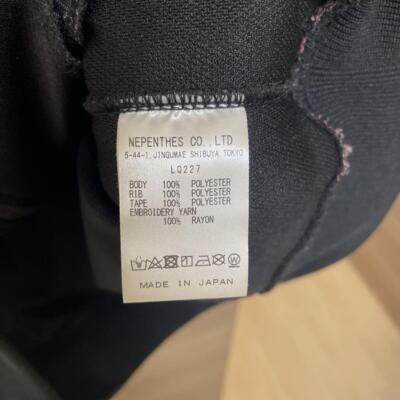 NEPENTHES CO., LTD.
5-44-1, JINGUMAE SHIBUYA, TOKYO
LQ227
BODY 100% POLYESTER
RIB 100% POLYESTER
TAPE 100% POLYESTER
EMBROIDERY YARN
100% RAYON
MADE IN JAPAN